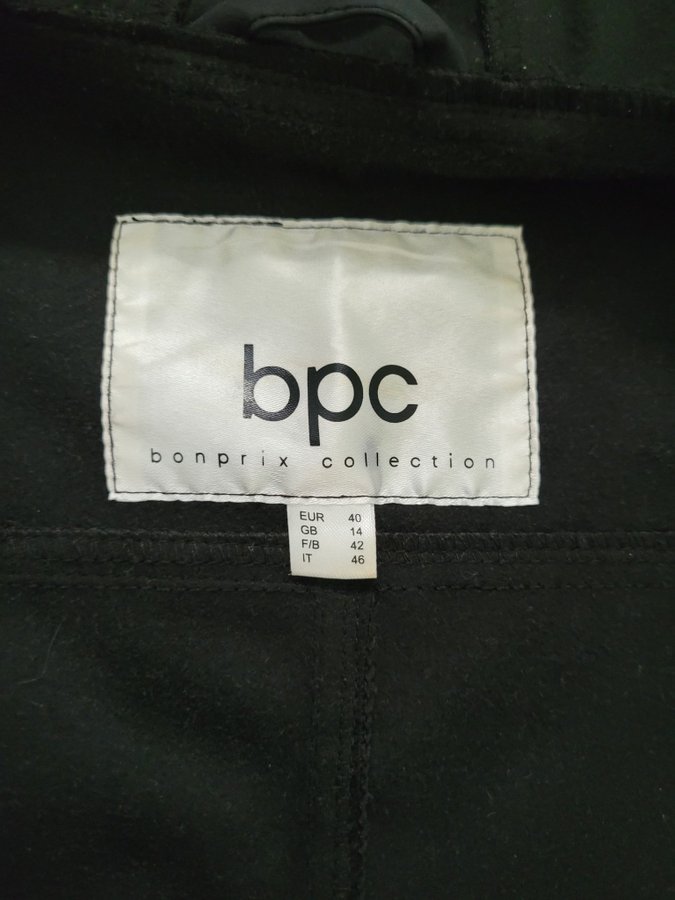 bpc
bonprix collection
EUR 40
GB 14
F/B 42
IT 46